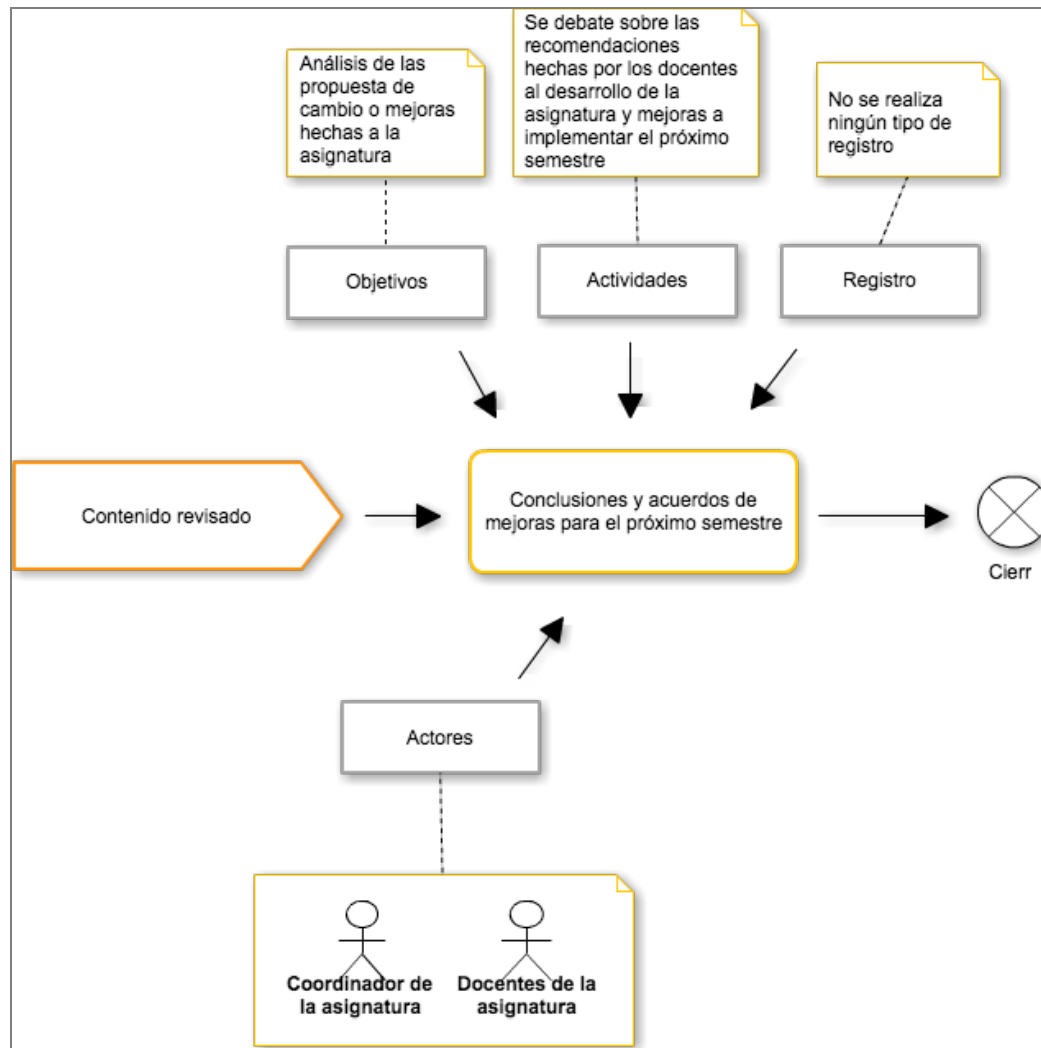 Análisis de las
propuesta de
cambio o mejoras
hechas a la
asignatura
Se debate sobre las
recomendaciones
hechas por los docentes
al desarrollo de la
asignatura y mejoras a
implementar el próximo
semestre
No se realiza
ningún tipo de
registro
Objetivos
Actividades
Registro
Contenido revisado
Conclusiones y acuerdos de
mejoras para el próximo semestre
Cierr
Actores
Coordinador de
la asignatura
Docentes de la
asignatura